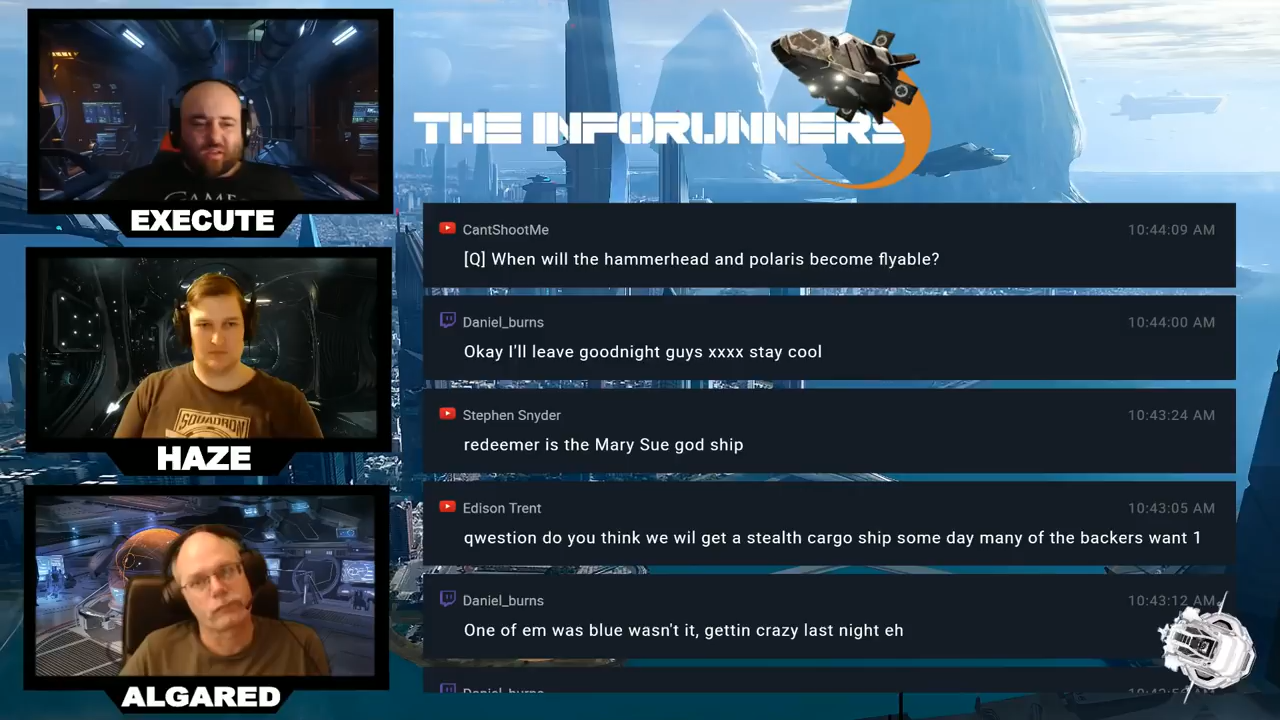 GAME
EXECUTE
SQUADRON
HAZE
ALGARED
THE INFORUNNERS
CantShootMe
10:44:09 AM
[Q] When will the hammerhead and polaris become flyable?
Daniel_burns
10:44:00 AM
Okay I'll leave goodnight guys xxxx stay cool
Stephen Snyder
10:43:24 AM
redeemer is the Mary Sue god ship
Edison Trent
10:43:05 AM
qwestion do you think we wil get a stealth cargo ship some day many of the backers want 1
Daniel_burns
10:43:12 AM
One of em was blue wasn't it, gettin crazy last night eh
Daniel_burns